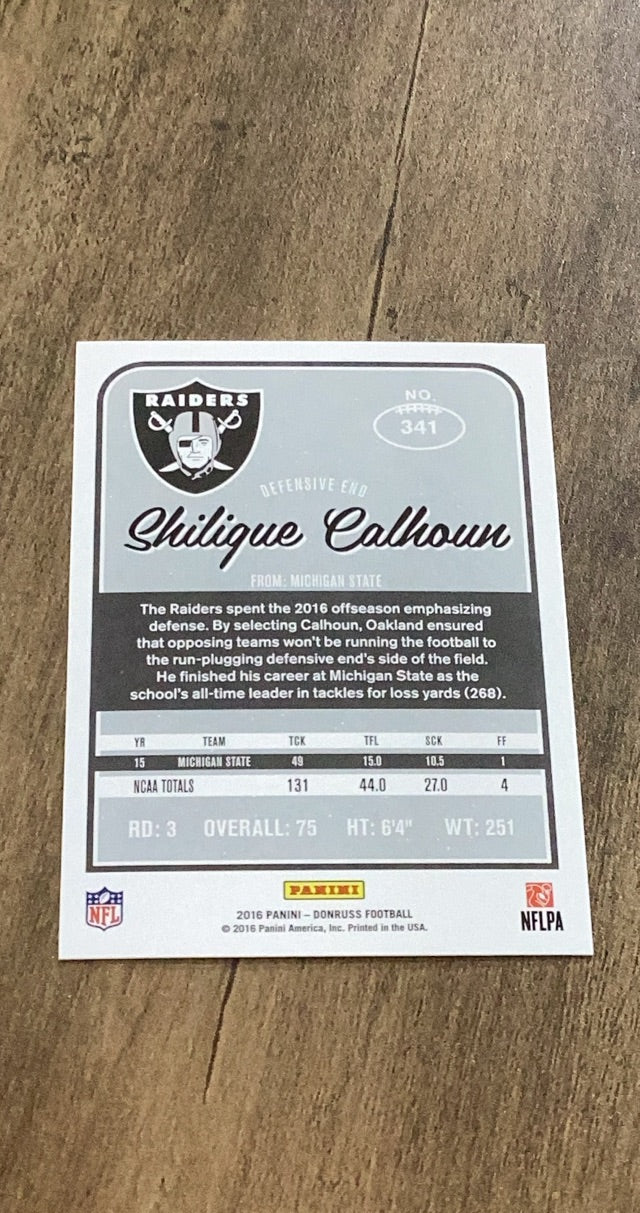 RAIDERS
NO.
341
DEFENSIVE END
Shilique Calhoun
FROM: MICHIGAN STATE
The Raiders spent the 2016 offseason emphasizing
defense. By selecting Calhoun, Oakland ensured
that opposing teams won't be running the football to
the run-plugging defensive end's side of the field.
He finished his career at Michigan State as the
school's all-time leader in tackles for loss yards (268).
YR TEAM TCK TFL SCK FF
15 MICHIGAN STATE 49 15.0 10.5 1
NCAA TOTALS 131 44.0 27.0 4
RD: 3 OVERALL: 75 HT: 6'4" WT: 251
PANINI
NFL
2016 PANINI – DONRUSS FOOTBALL
© 2016 Panini America, Inc. Printed in the USA.
NFLPA